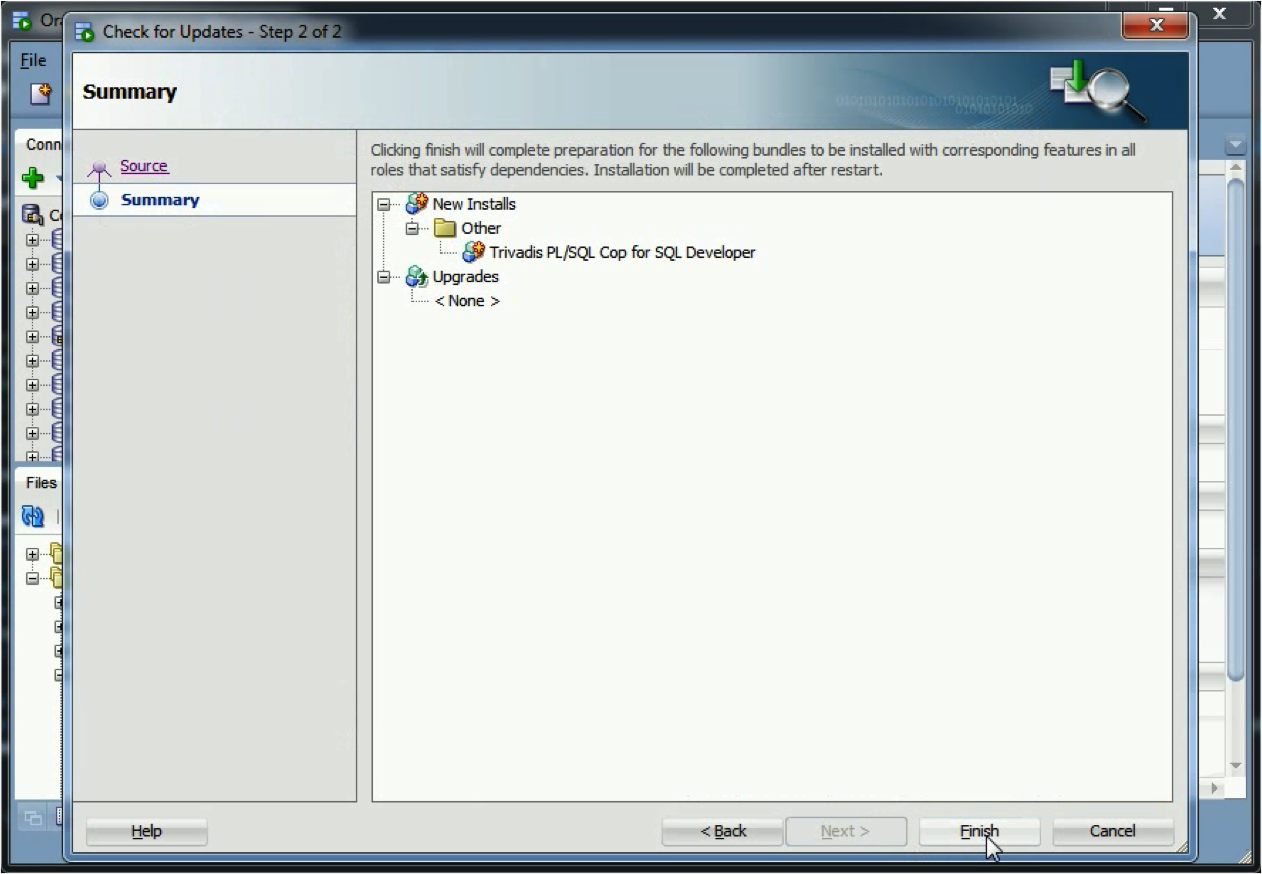 Ora
Check for Updates - Step 2 of 2
File
Summary
Conn
Source
Summary
Clicking finish will complete preparation for the following bundles to be installed with corresponding features in all
roles that satisfy dependencies. Installation will be completed after restart.
New Installs
Other
Trivadis PL/SQL Cop for SQL Developer
Upgrades
< None >
Co
Files
Help
< Back
Next >
Finish
Cancel